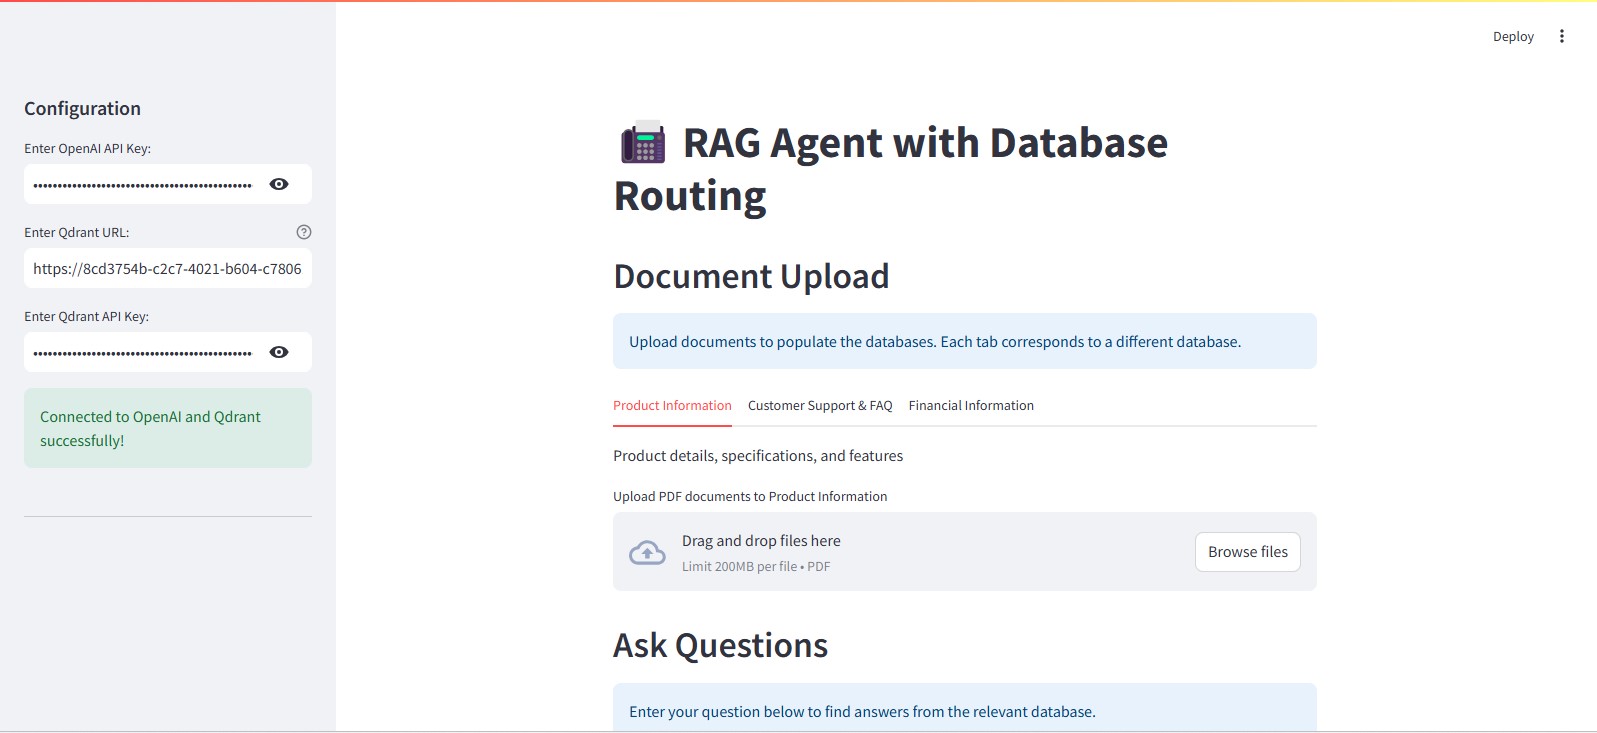 Deploy
Configuration
Enter OpenAI API Key:
Enter Qdrant URL:
https://8cd3754b-c2c7-4021-b604-c7806
Enter Qdrant API Key:
Connected to OpenAI and Qdrant
successfully!
RAG Agent with Database
Routing
Document Upload
Upload documents to populate the databases. Each tab corresponds to a different database.
Product Information Customer Support & FAQ Financial Information
Product details, specifications, and features
Upload PDF documents to Product Information
Drag and drop files here
Limit 200MB per file • PDF
Browse files
Ask Questions
Enter your question below to find answers from the relevant database.